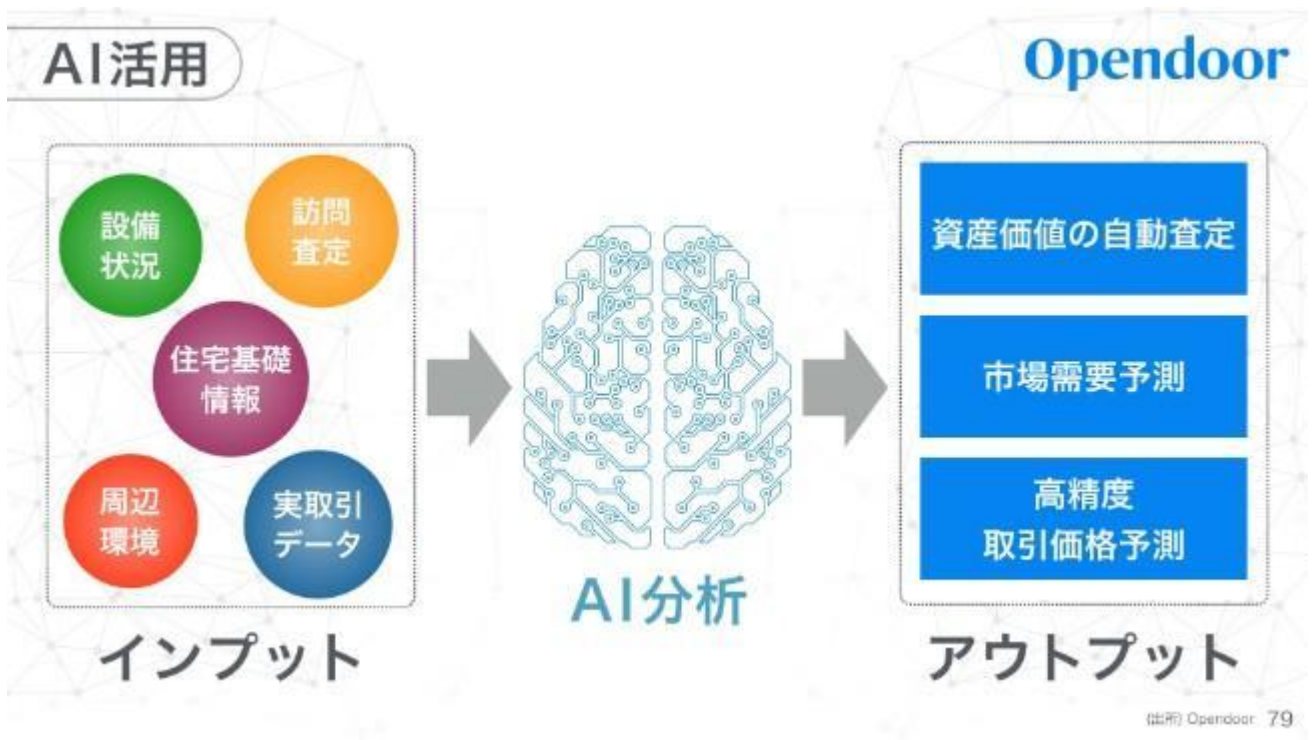 AI活用
Opendoor
設備
状況
訪問
査定
住宅基礎
情報
周辺
環境
実取引
データ
インプット
AI分析
資産価値の自動査定
市場需要予測
高精度
取引価格予測
アウトプット
(出所) Opendoor 79